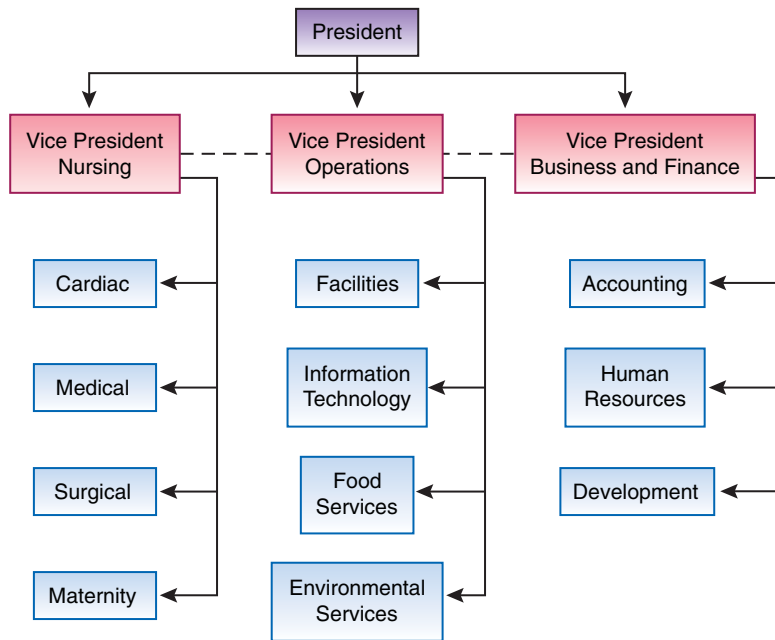 President
Vice President
Nursing
Vice President
Operations
Vice President
Business and Finance
Cardiac
Medical
Surgical
Maternity
Facilities
Information
Technology
Food
Services
Environmental
Services
Accounting
Human
Resources
Development